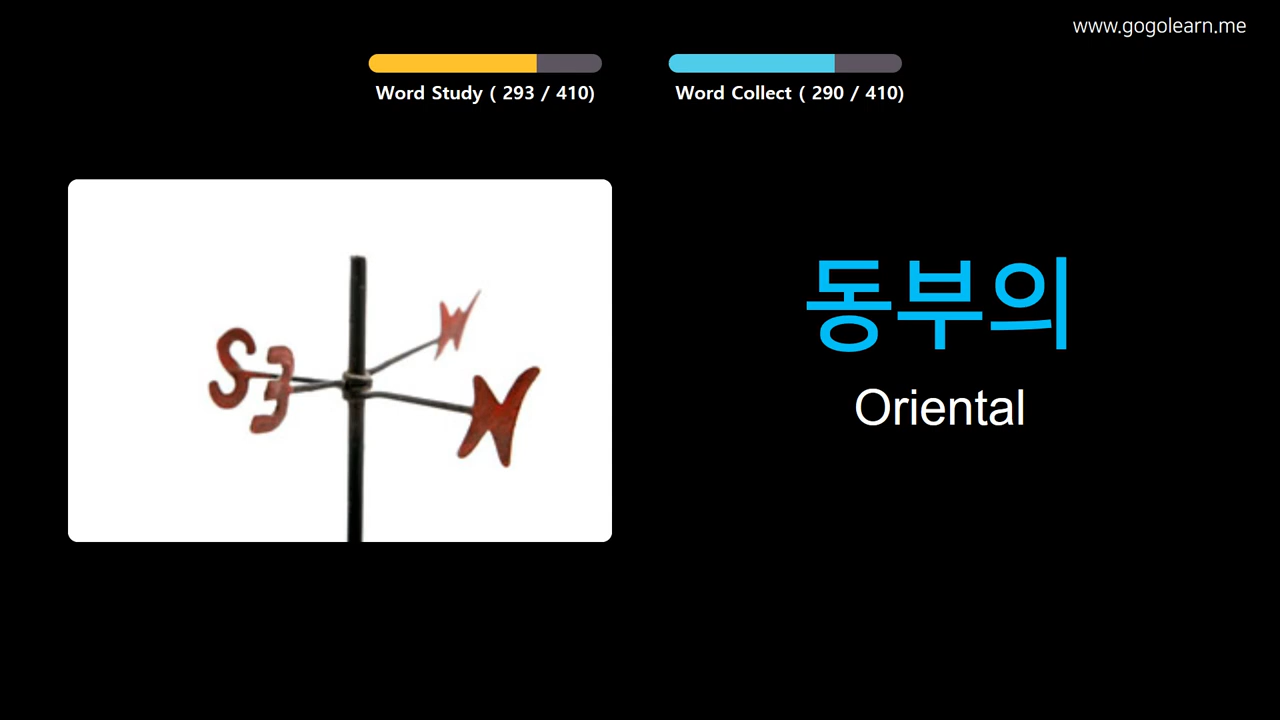 www.gogolearn.me
Word Study ( 293 / 410)
Word Collect ( 290 / 410)
동부의
Oriental
S
E
W
N